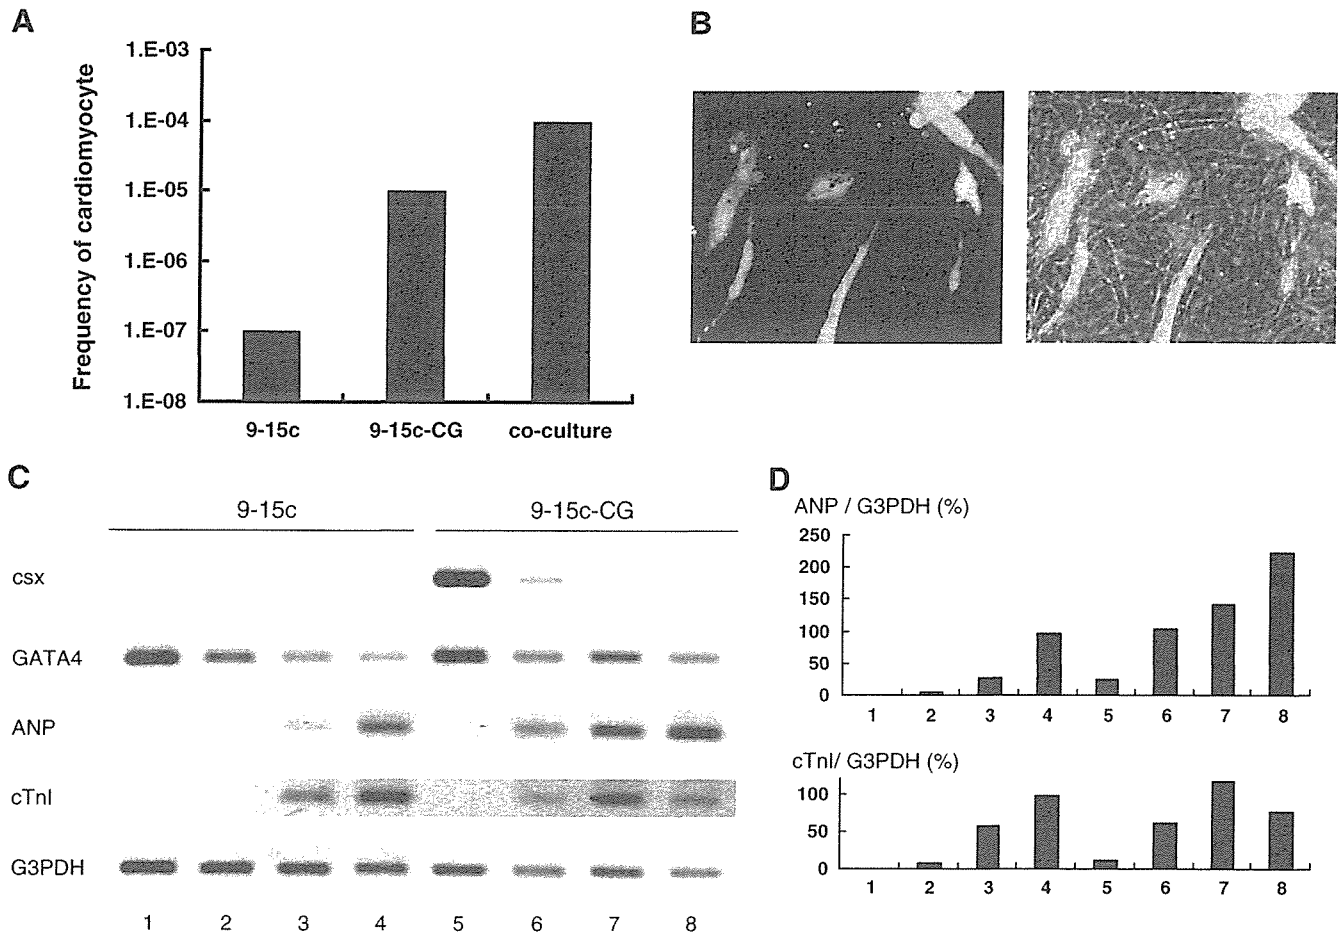 A
Frequency of cardiomyocyte
1.E-03
1.E-04
1.E-05
1.E-06
1.E-07
1.E-08
9-15c 9-15c-CG co-culture
B
C
9-15c 9-15c-CG
csx
GATA4
ANP
cTnI
G3PDH
1 2 3 4 5 6 7 8
D
ANP / G3PDH (%)
250
200
150
100
50
0
1 2 3 4 5 6 7 8
cTnI/ G3PDH (%)
100
50
0
1 2 3 4 5 6 7 8